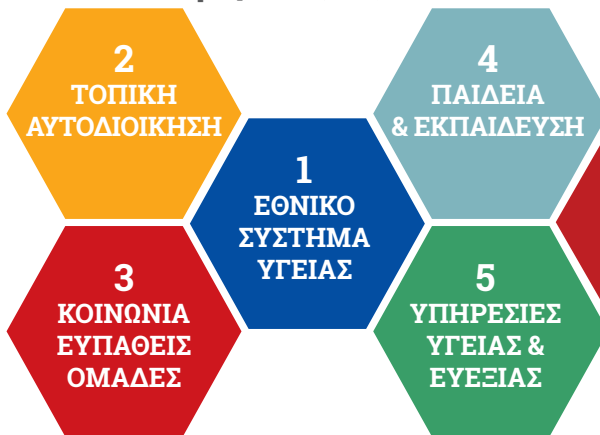 2
ΤΟΠΙΚΗ
ΑΥΤΟΔΙΟΙΚΗΣΗ
4
ΠΑΙΔΕΙΑ
& ΕΚΠΑΙΔΕΥΣΗ
1
ΕΘΝΙΚΟ
ΣΥΣΤΗΜΑ
ΥΓΕΙΑΣ
3
ΚΟΙΝΩΝΙΑ
ΕΥΠΑΘΕΙΣ
ΟΜΑΔΕΣ
5
ΥΠΗΡΕΣΙΕΣ
ΥΓΕΙΑΣ &
ΕΥΕΞΙΑΣ